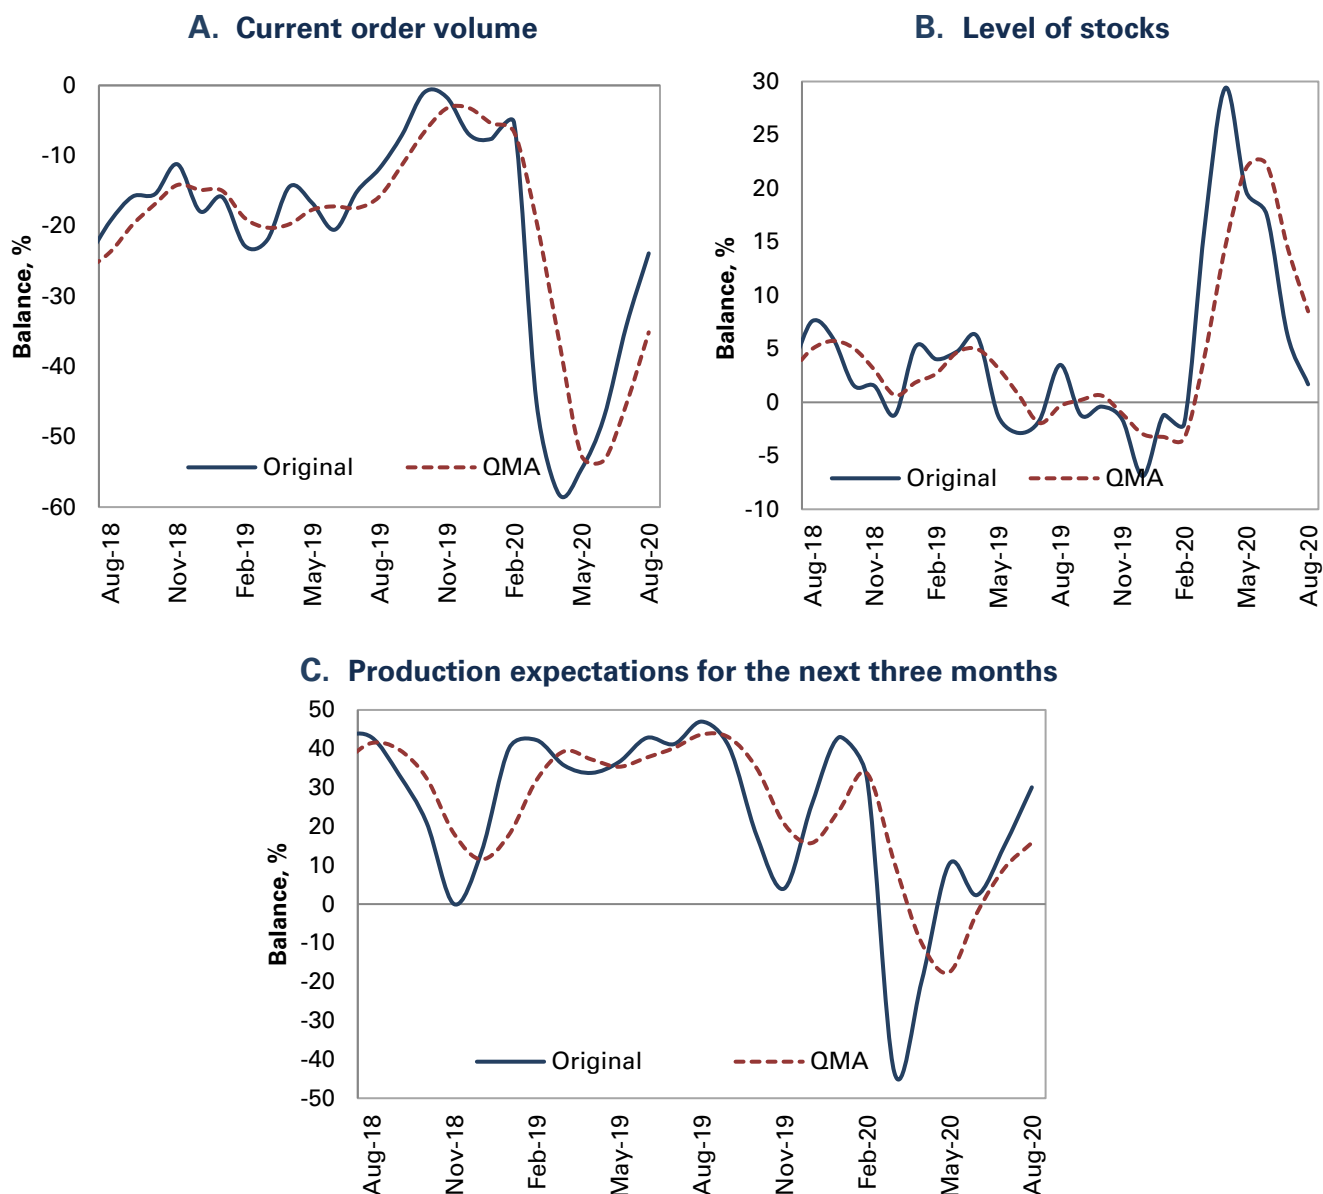 A. Current order volume
0
-10
-20
-30
-40
-50
-60
Balance, %
Original
QMA
Aug-18
Nov-18
Feb-19
May-19
Aug-19
Nov-19
Feb-20
May-20
Aug-20
B. Level of stocks
30
25
20
15
10
5
0
-5
-10
Balance, %
Original
QMA
Aug-18
Nov-18
Feb-19
May-19
Aug-19
Nov-19
Feb-20
May-20
Aug-20
C. Production expectations for the next three months
50
40
30
20
10
0
-10
-20
-30
-40
-50
Balance, %
Original
QMA
Aug-18
Nov-18
Feb-19
May-19
Aug-19
Nov-19
Feb-20
May-20
Aug-20